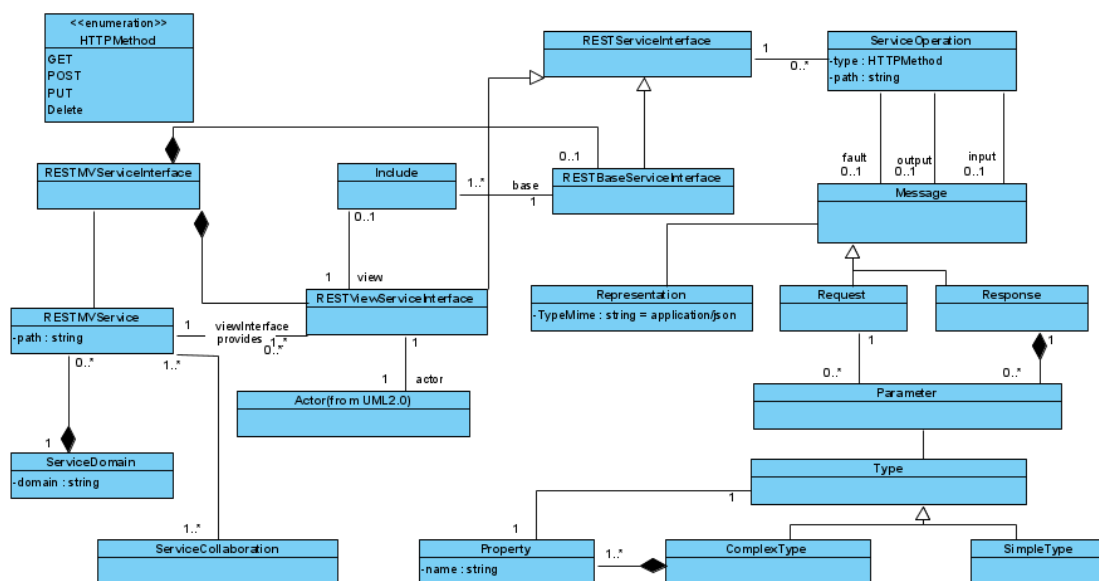 <<enumeration>>
HTTPMethod
GET
POST
PUT
Delete
RESTServiceInterface
1
0..*
ServiceOperation
-type : HTTPMethod
-path : string
fault
0..1
output
0..1
input
0..1
RESTMVServiceInterface
Include
1..*
base
1
0..1
RESTBaseServiceInterface
Message
0..1
1
view
RESTViewServiceInterface
Representation
-TypeMime : string = application/json
Request
Response
RESTMVService
-path : string
1
viewInterface
provides
1..*
0..*
1
1
actor
Actor(from UML2.0)
1
0..*
1
0..*
Parameter
0..*
1..*
1
ServiceDomain
-domain : string
Type
1
1..*
ServiceCollaboration
1
Property
-name : string
1..*
ComplexType
SimpleType